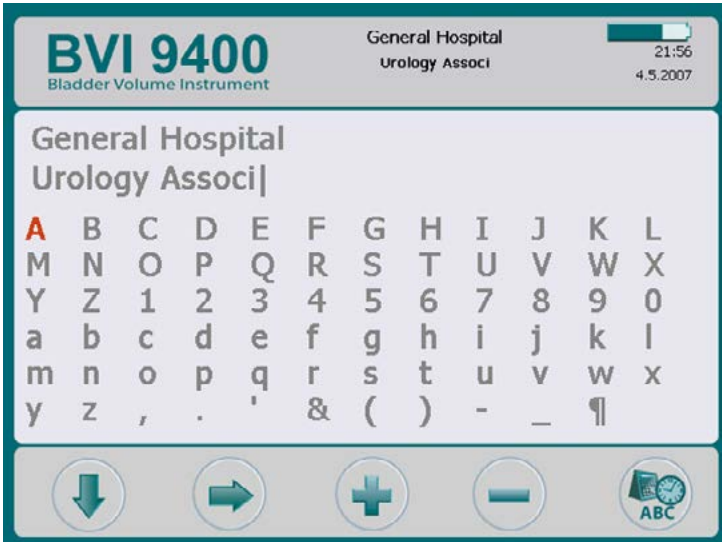 BVI 9400
Bladder Volume Instrument
General Hospital
Urology Associ
21:56
4.5.2007
General Hospital
Urology Associ|
A B C D E F G H I J K L
M N O P Q R S T U V W X
Y Z 1 2 3 4 5 6 7 8 9 0
a b c d e f g h i j k l
m n o p q r s t u v w x
y z , . ' & ( ) - _ ¶
ABC